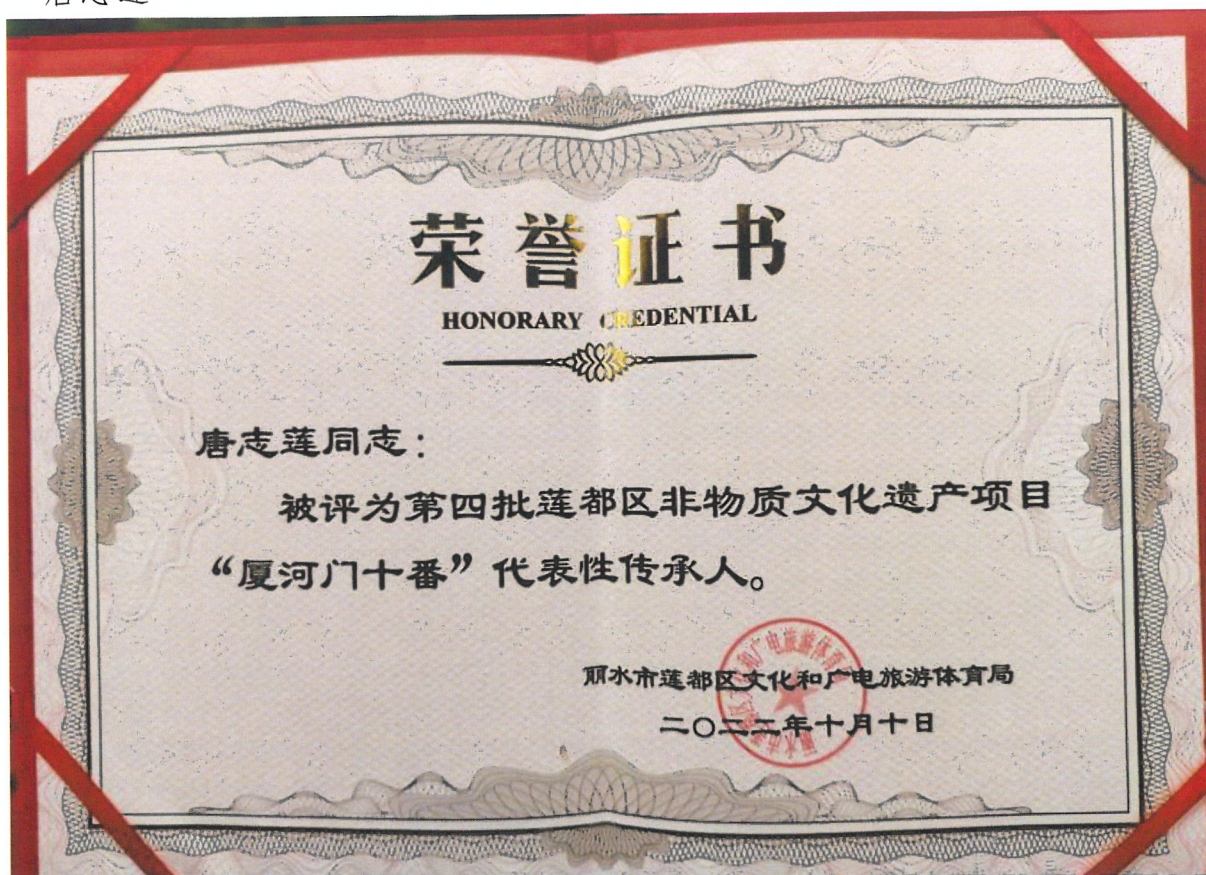 荣誉证书
HONORARY CREDENTIAL
唐志莲同志：
被评为第四批莲都区非物质文化遗产项目
“厦河门十番”代表性传承人。
丽水市莲都区文化和广电旅游体育局
二〇二二年十月十日